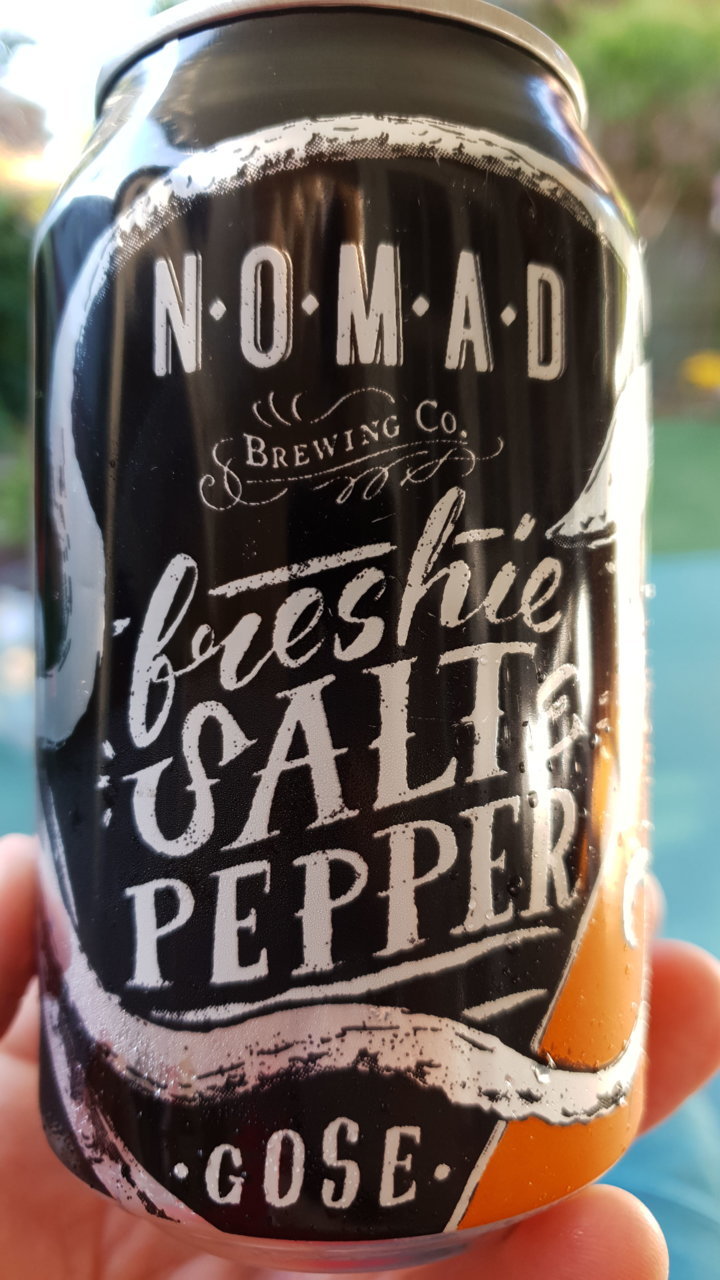 N·O·M·A·D
BREWING CO.
freshie
SALT &
PEPPER
·GOSE·